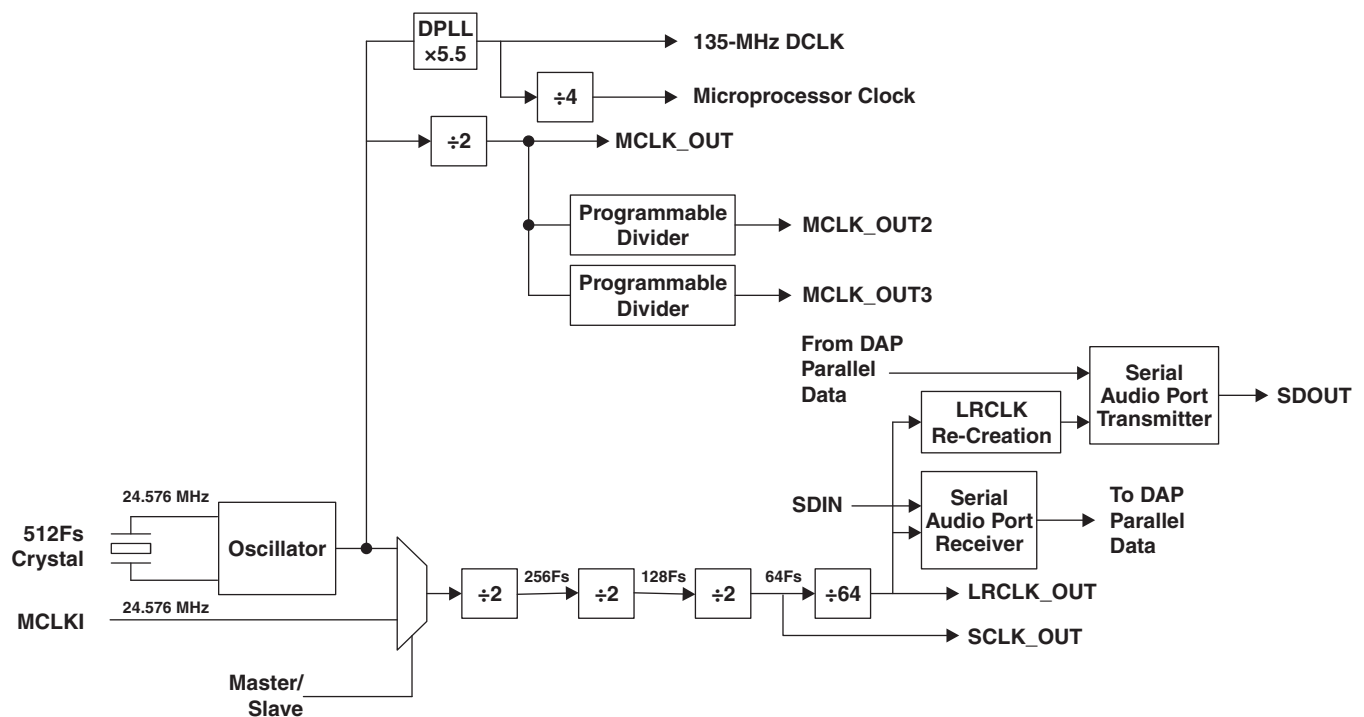 DPLL
×5.5
135-MHz DCLK
÷4
Microprocessor Clock
÷2
MCLK_OUT
Programmable
Divider
MCLK_OUT2
Programmable
Divider
MCLK_OUT3
From DAP
Parallel
Data
Serial
Audio Port
Transmitter
SDOUT
LRCLK
Re-Creation
SDIN
Serial
Audio Port
Receiver
To DAP
Parallel
Data
24.576 MHz
512Fs
Crystal
Oscillator
24.576 MHz
MCLKI
÷2
256Fs
÷2
128Fs
÷2
64Fs
÷64
LRCLK_OUT
SCLK_OUT
Master/
Slave